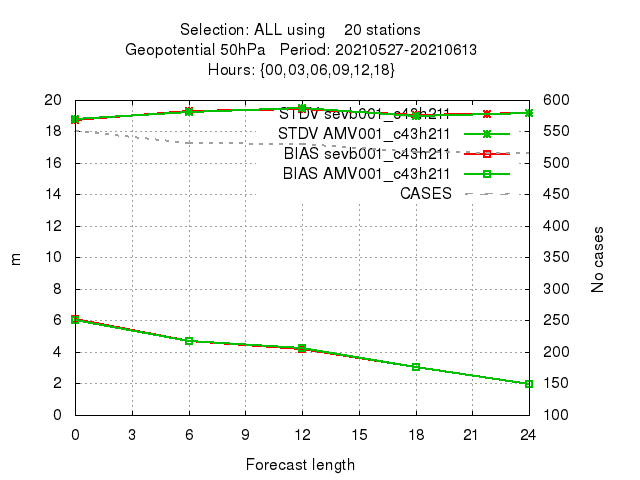 Selection: ALL using    20 stations
Geopotential 50hPa   Period: 20210527-20210613
Hours: {00,03,06,09,12,18}
STDV sevb001_c43h211
STDV AMV001_c43h211
BIAS sevb001_c43h211
BIAS AMV001_c43h211
CASES
20
18
16
14
12
10
8
6
4
2
0
m
600
550
500
450
400
350
300
250
200
150
100
No cases
0 3 6 9 12 15 18 21 24
Forecast length